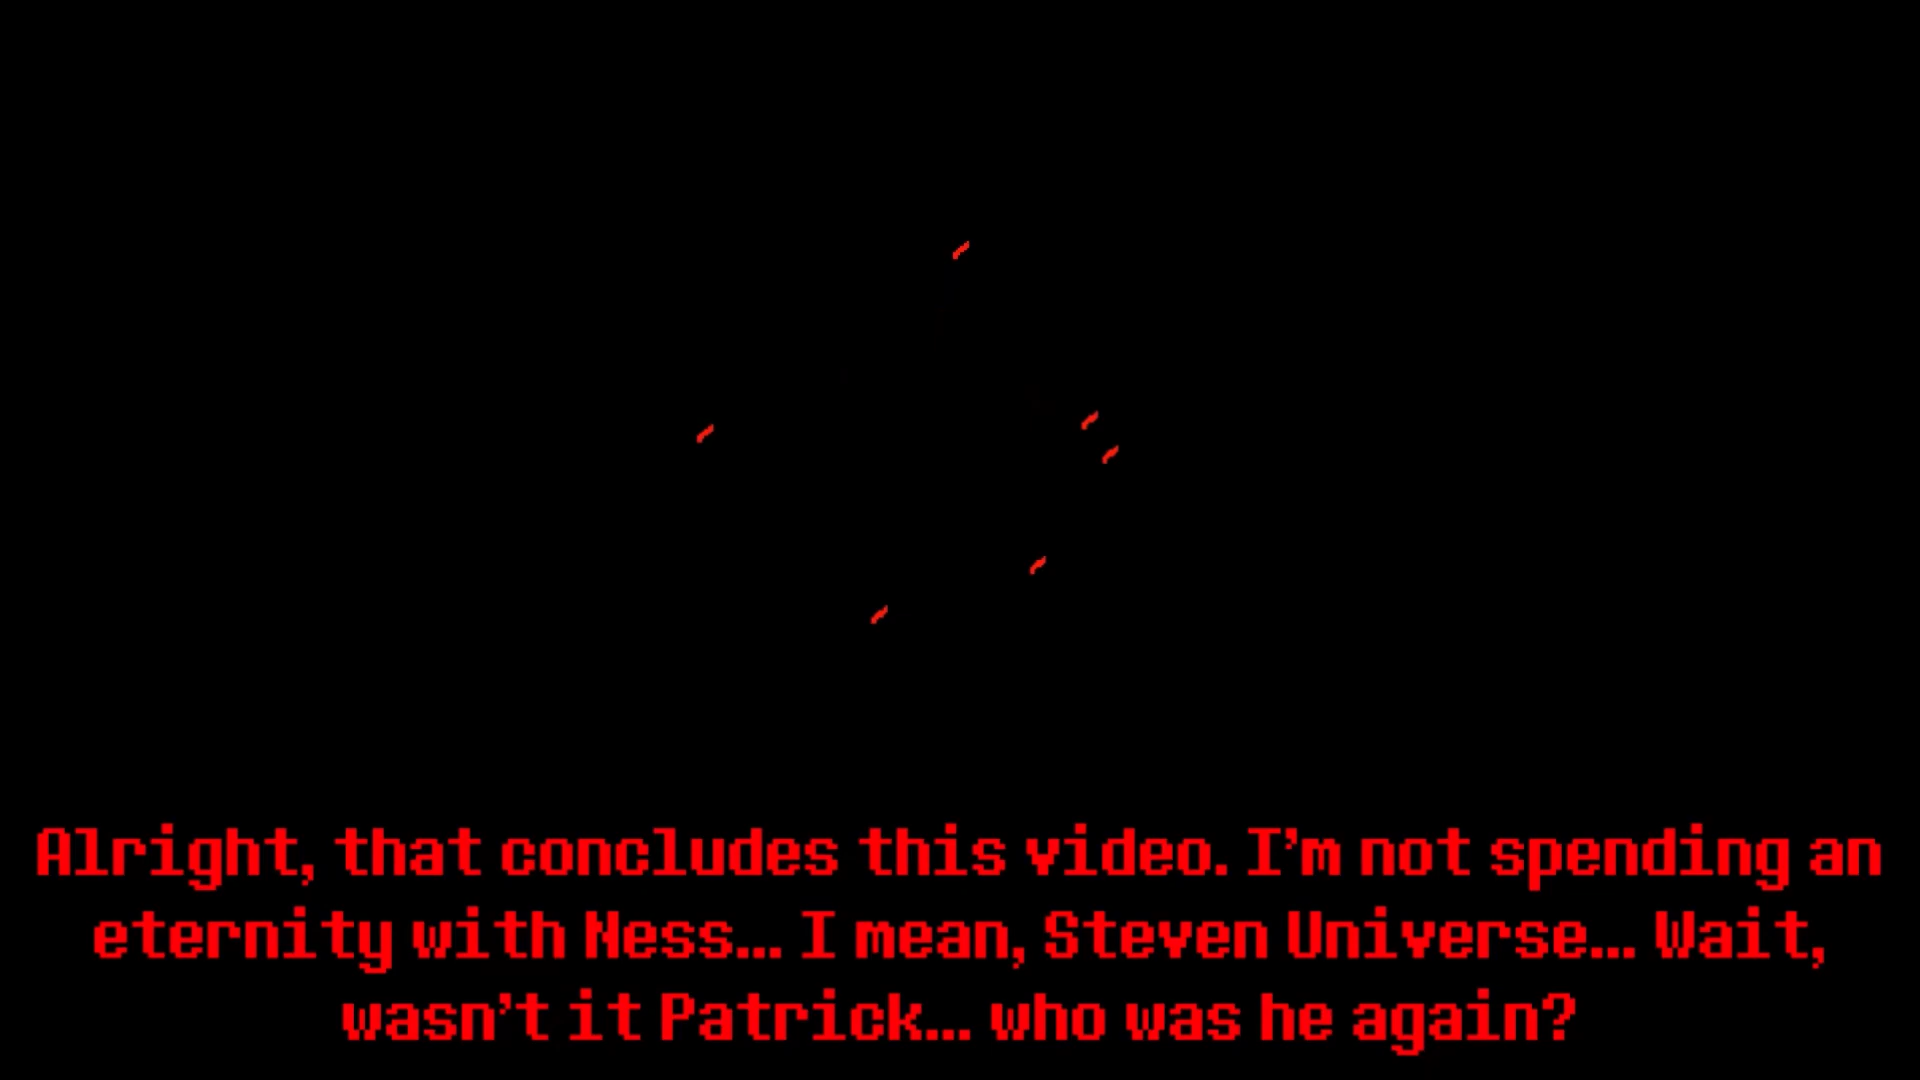 Alright, that concludes this video. I'm not spending an
eternity with Ness... I mean, Steven Universe... Wait,
wasn't it Patrick... who was he again?